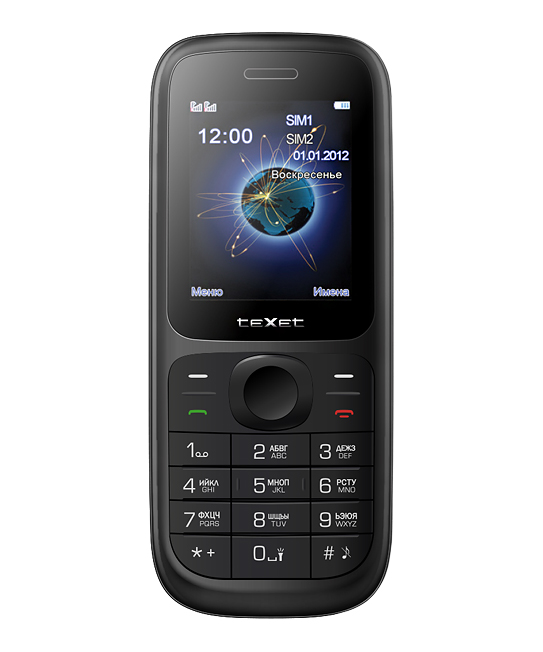 SIM1
12:00
SIM2
01.01.2012
Воскресенье
Меню Имена
teXet
1
2 АБВГ ABC
3 ДЕЖЗ DEF
4 ИЙКЛ GHI
5 МНОП JKL
6 РСТУ MNO
7 ФХЦЧ PQRS
8 ШЩЬЫ TUV
9 ЬЭЮЯ WXYZ
* +
0
#